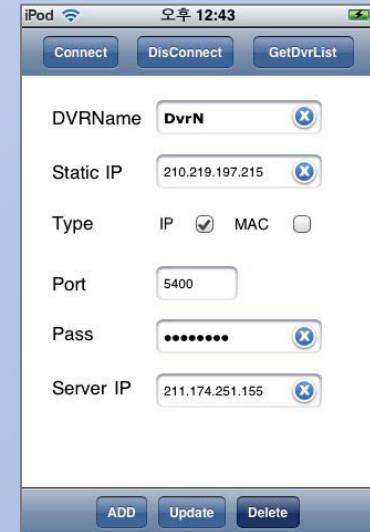 iPod 오후 12:43
Connect DisConnect GetDvrList
DVRName DvrN
Static IP 210.219.197.215
Type IP MAC
Port 5400
Pass ••••••••
Server IP 211.174.251.155
ADD Update Delete